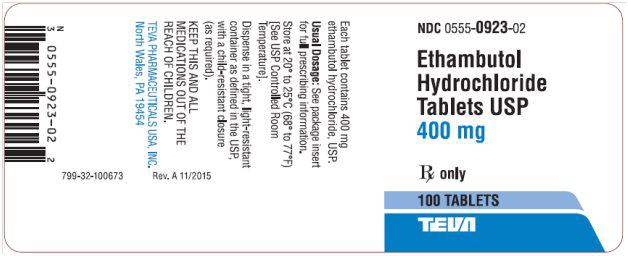 NDC 0555-0923-02
Ethambutol
Hydrochloride
Tablets USP
400 mg
Rx only
100 TABLETS
TEVA
Each tablet contains 400 mg
ethambutol hydrochloride, USP.
Usual Dosage: See package insert
for full prescribing information.
Store at 20° to 25°C (68° to 77°F)
[See USP Controlled Room
Temperature].
Dispense in a tight, light-resistant
container as defined in the USP,
with a child-resistant closure
(as required).
KEEP THIS AND ALL
MEDICATIONS OUT OF THE
REACH OF CHILDREN.
TEVA PHARMACEUTICALS USA, INC.
North Wales, PA 19454
799-32-100673 Rev. A 11/2015
N 3 0555-0923-02 2